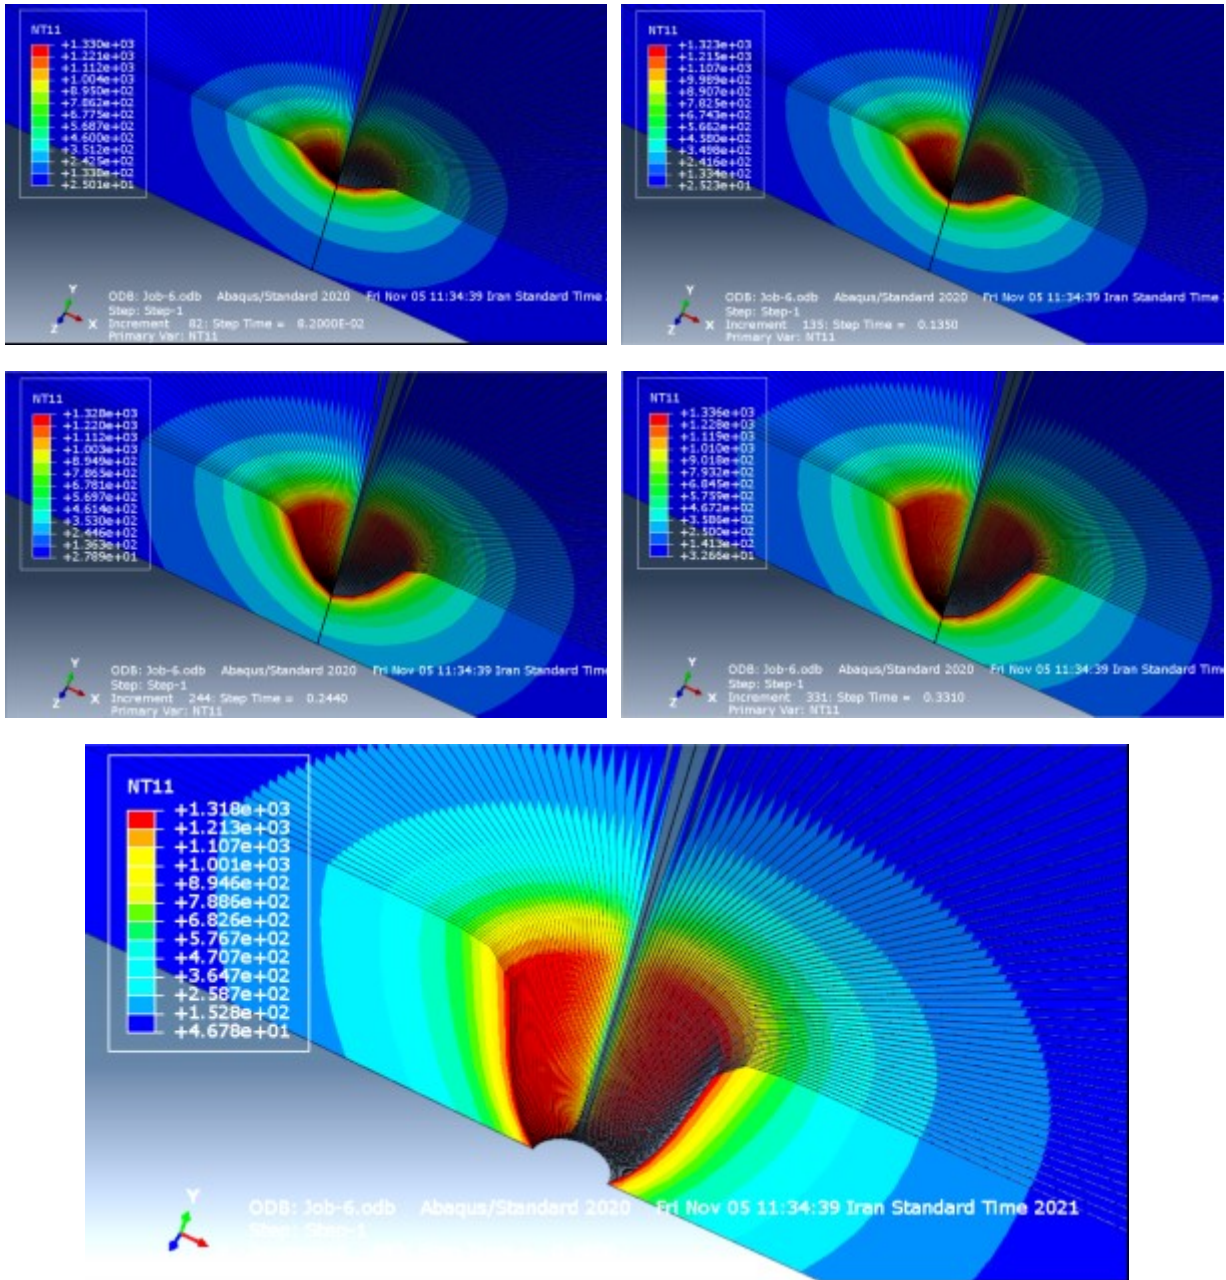 NT11
+1.330e+03
+1.221e+03
+1.112e+03
+1.004e+03
+8.950e+02
+7.862e+02
+6.775e+02
+5.687e+02
+4.600e+02
+3.512e+02
+2.425e+02
+1.338e+02
+2.501e+01
Y
X
Z
ODB: Job-6.odb Abaqus/Standard 2020 Fri Nov 05 11:34:39 Iran Standard Time
Step: Step-1
Increment 82: Step Time = 8.2000E-02
Primary Var: NT11
NT11
+1.323e+03
+1.215e+03
+1.107e+03
+9.989e+02
+8.907e+02
+7.825e+02
+6.743e+02
+5.662e+02
+4.580e+02
+3.498e+02
+2.416e+02
+1.334e+02
+2.523e+01
Y
X
Z
ODB: Job-6.odb Abaqus/Standard 2020 Fri Nov 05 11:34:39 Iran Standard Time
Step: Step-1
Increment 135: Step Time = 0.1350
Primary Var: NT11
NT11
+1.328e+03
+1.220e+03
+1.112e+03
+1.003e+03
+8.949e+02
+7.865e+02
+6.781e+02
+5.697e+02
+4.614e+02
+3.530e+02
+2.446e+02
+1.363e+02
+2.789e+01
Y
X
Z
ODB: Job-6.odb Abaqus/Standard 2020 Fri Nov 05 11:34:39 Iran Standard Time
Step: Step-1
Increment 244: Step Time = 0.2440
Primary Var: NT11
NT11
+1.336e+03
+1.228e+03
+1.119e+03
+1.010e+03
+9.018e+02
+7.932e+02
+6.845e+02
+5.759e+02
+4.672e+02
+3.586e+02
+2.500e+02
+1.413e+02
+3.266e+01
Y
X
Z
ODB: Job-6.odb Abaqus/Standard 2020 Fri Nov 05 11:34:39 Iran Standard Time
Step: Step-1
Increment 331: Step Time = 0.3310
Primary Var: NT11
NT11
+1.318e+03
+1.213e+03
+1.107e+03
+1.001e+03
+8.946e+02
+7.886e+02
+6.826e+02
+5.767e+02
+4.707e+02
+3.647e+02
+2.587e+02
+1.528e+02
+4.678e+01
Y
ODB: Job-6.odb Abaqus/Standard 2020 Fri Nov 05 11:34:39 Iran Standard Time 2021
Step: Step-1